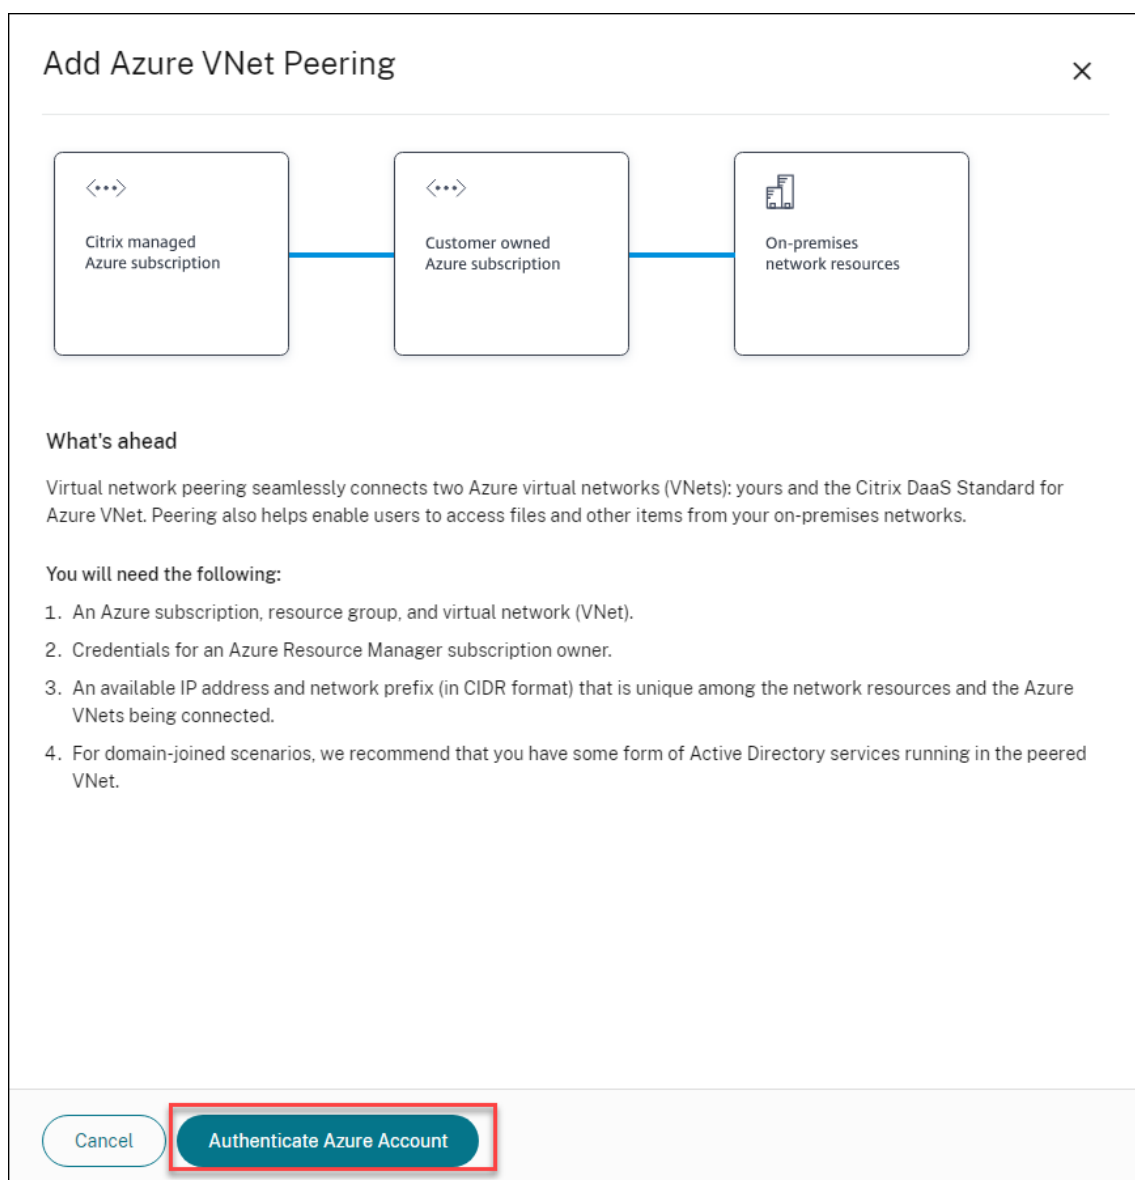 Add Azure VNet Peering
Citrix managed
Azure subscription
Customer owned
Azure subscription
On-premises
network resources
What's ahead
Virtual network peering seamlessly connects two Azure virtual networks (VNets): yours and the Citrix DaaS Standard for
Azure VNet. Peering also helps enable users to access files and other items from your on-premises networks.
You will need the following:
1. An Azure subscription, resource group, and virtual network (VNet).
2. Credentials for an Azure Resource Manager subscription owner.
3. An available IP address and network prefix (in CIDR format) that is unique among the network resources and the Azure
VNets being connected.
4. For domain-joined scenarios, we recommend that you have some form of Active Directory services running in the peered
VNet.
Cancel
Authenticate Azure Account